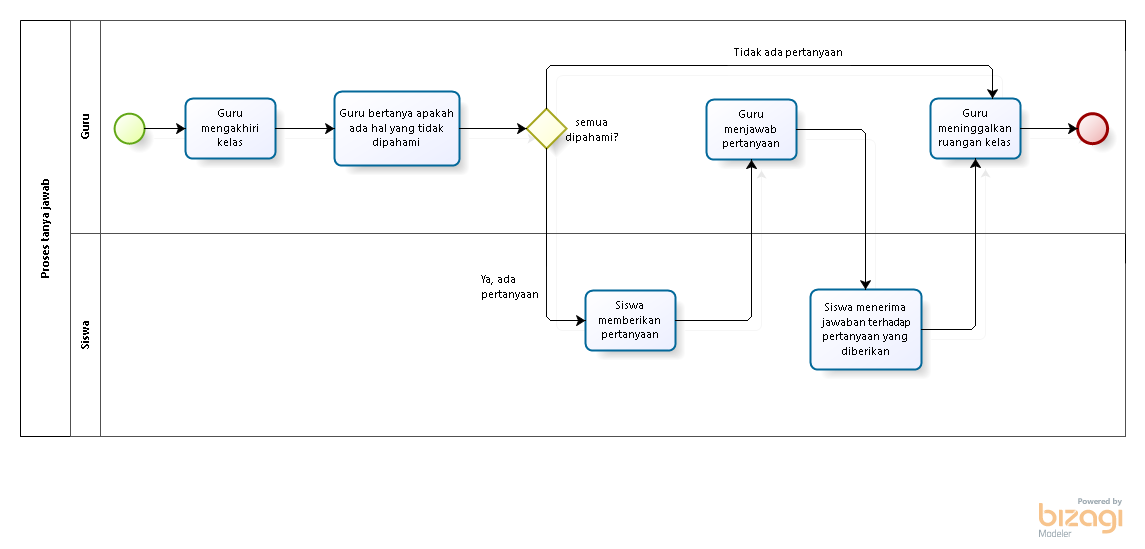 Proses tanya jawab
Guru
Guru
mengakhiri
kelas
Guru bertanya apakah
ada hal yang tidak
dipahami
semua
dipahami?
Tidak ada pertanyaan
Guru
menjawab
pertanyaan
Guru
meninggalkan
ruangan kelas
Siswa
Ya, ada
pertanyaan
Siswa
memberikan
pertanyaan
Siswa menerima
jawaban terhadap
pertanyaan yang
diberikan
Powered by
bizagi
Modeler